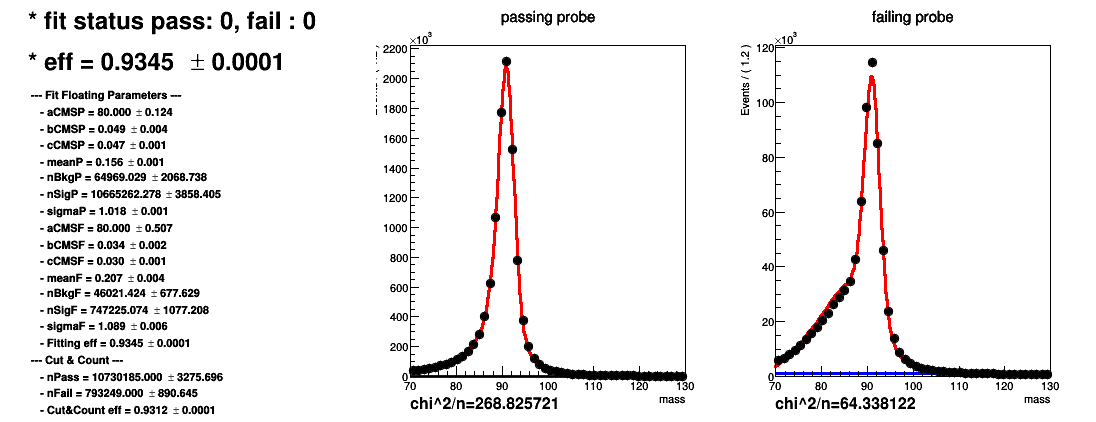 * fit status pass: 0, fail : 0
* eff = 0.9345 ± 0.0001
--- Fit Floating Parameters ---
- aCMSP = 80.000 ± 0.124
- bCMSP = 0.049 ± 0.004
- cCMSP = 0.047 ± 0.001
- meanP = 0.156 ± 0.001
- nBkgP = 64969.029 ± 2068.738
- nSigP = 10665262.278 ± 3858.405
- sigmaP = 1.018 ± 0.001
- aCMSF = 80.000 ± 0.507
- bCMSF = 0.034 ± 0.002
- cCMSF = 0.030 ± 0.001
- meanF = 0.207 ± 0.004
- nBkgF = 46021.424 ± 677.629
- nSigF = 747225.074 ± 1077.208
- sigmaF = 1.089 ± 0.006
- Fitting eff = 0.9345 ± 0.0001
--- Cut & Count ---
- nPass = 10730185.000 ± 3275.696
- nFail = 793249.000 ± 890.645
- Cut&Count eff = 0.9312 ± 0.0001
passing probe
×10³
2200
2000
1800
1600
1400
1200
1000
800
600
400
200
0
70 80 90 100 110 120 130
mass
chi^2/n=268.825721
failing probe
×10³
Events / ( 1.2 )
120
100
80
60
40
20
0
70 80 90 100 110 120 130
mass
chi^2/n=64.338122